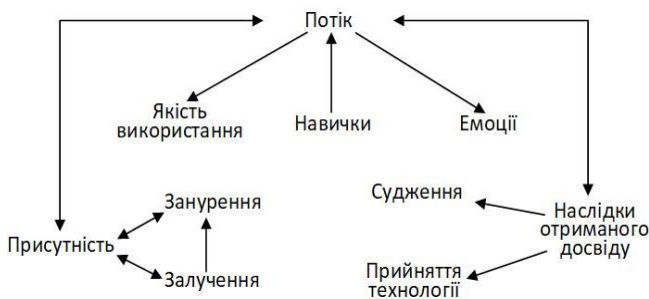 Потік
Якість
використання
Навички
Емоції
Занурення
Присутність
Залучення
Судження
Наслідки
отриманого
досвіду
Прийняття
технології